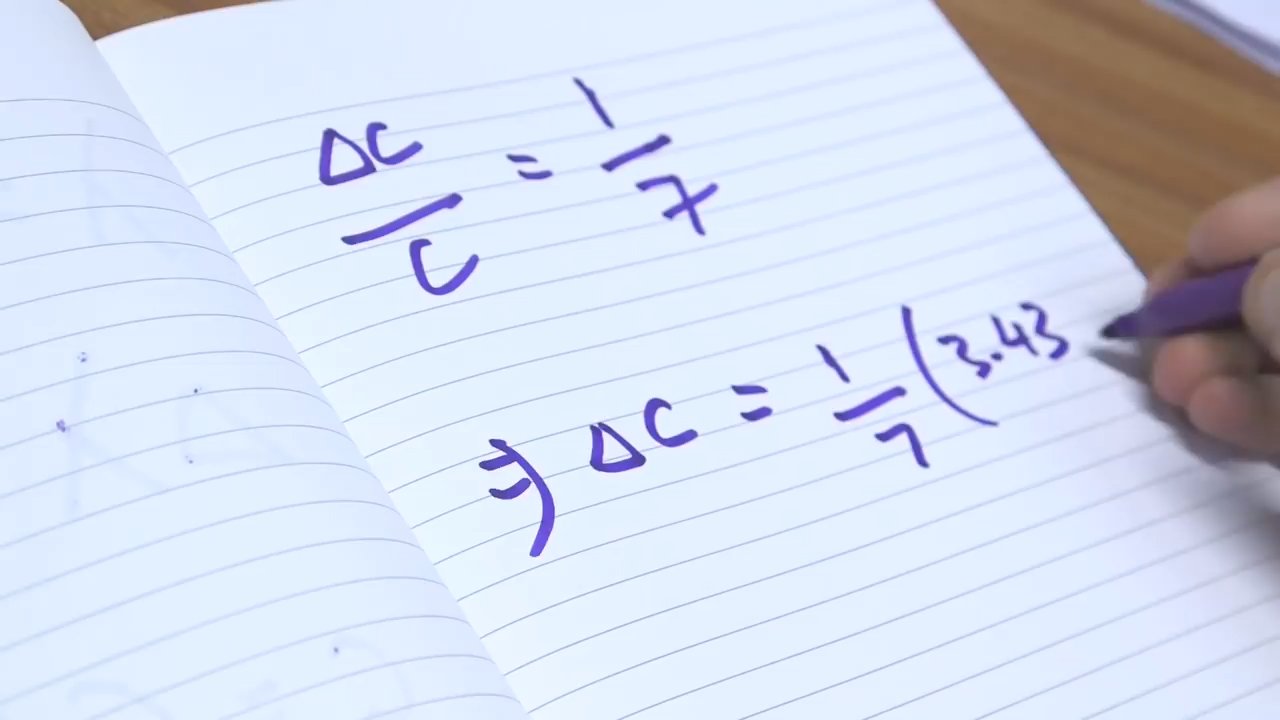 ΔC/C = 1/7
⇒ ΔC = 1/7 (3.43